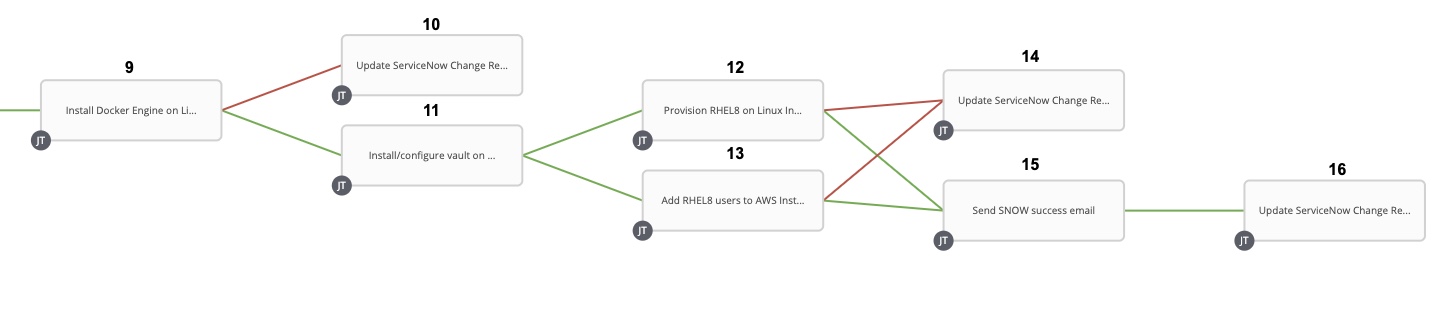 9
Install Docker Engine on Li...
JT
10
Update ServiceNow Change Re...
JT
11
Install/configure vault on ...
JT
12
Provision RHEL8 on Linux In...
JT
13
Add RHEL8 users to AWS Inst...
JT
14
Update ServiceNow Change Re...
JT
15
Send SNOW success email
JT
16
Update ServiceNow Change Re...
JT